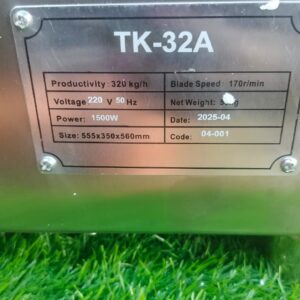 TK-32A
Productivity: 320 kg/h Blade Speed: 170r/min
Voltage 220 V 50 Hz Net Weight:
Power: 1500W Date: 2025-04
Size: 555x350x560mm Code: 04-001